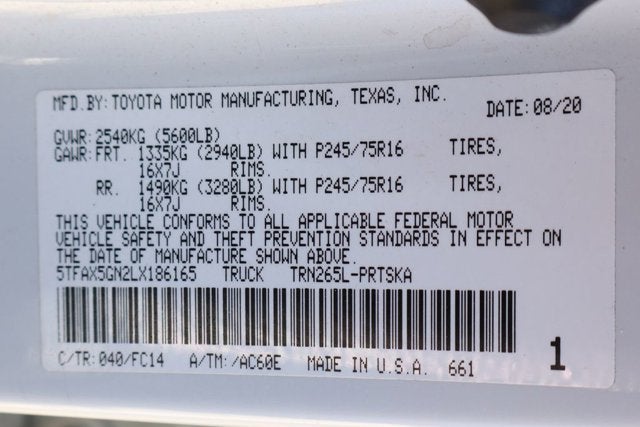 MFD.BY:TOYOTA MOTOR MANUFACTURING, TEXAS, INC.
DATE:08/20
GVWR:2540KG (5600LB)
GAWR:FRT. 1335KG (2940LB) WITH P245/75R16 TIRES,
16X7J RIMS.
RR. 1490KG (3280LB) WITH P245/75R16 TIRES,
16X7J RIMS.
THIS VEHICLE CONFORMS TO ALL APPLICABLE FEDERAL MOTOR
VEHICLE SAFETY AND THEFT PREVENTION STANDARDS IN EFFECT ON
THE DATE OF MANUFACTURE SHOWN ABOVE.
5TFAX5GN2LX186165 TRUCK TRN265L-PRTSKA
C/TR:040/FC14 A/TM:/AC60E MADE IN U.S.A. 661 1